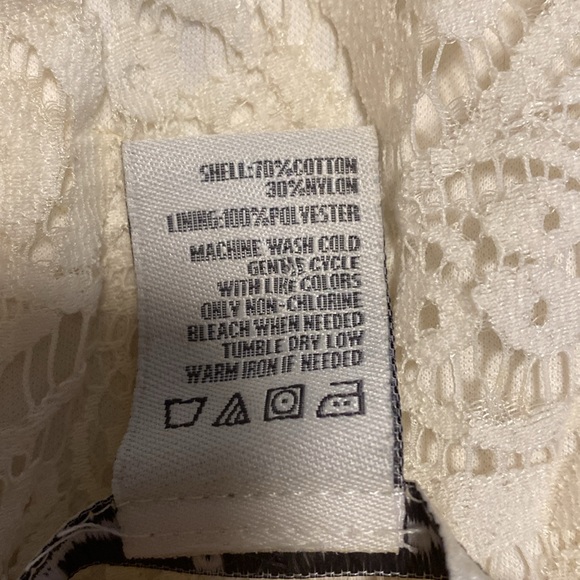 SHELL:70%COTTON
30%NYLON
LINING:100%POLYESTER
MACHINE WASH COLD
GENTLE CYCLE
WITH LIKE COLORS
ONLY NON-CHLORINE
BLEACH WHEN NEEDED
TUMBLE DRY LOW
WARM IRON IF NEEDED